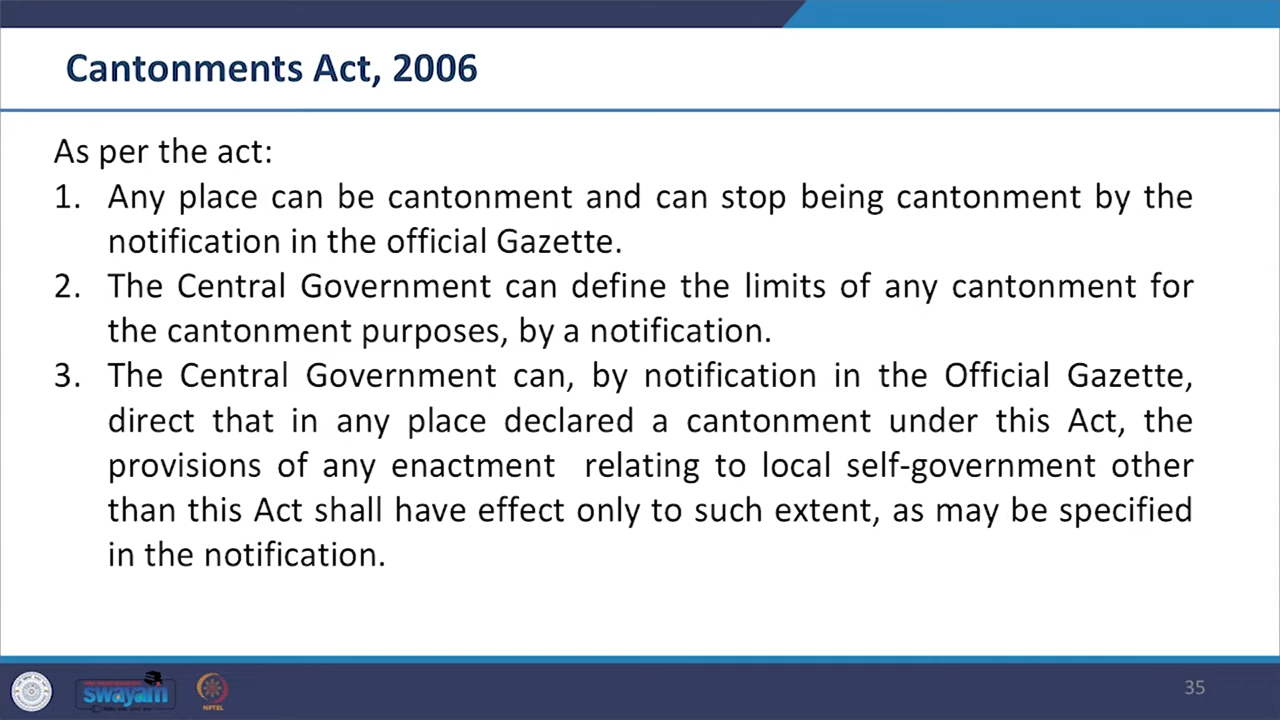 Cantonments Act, 2006
As per the act:
1. Any place can be cantonment and can stop being cantonment by the
notification in the official Gazette.
2. The Central Government can define the limits of any cantonment for
the cantonment purposes, by a notification.
3. The Central Government can, by notification in the Official Gazette,
direct that in any place declared a cantonment under this Act, the
provisions of any enactment relating to local self-government other
than this Act shall have effect only to such extent, as may be specified
in the notification.
swayam
NPTEL
35